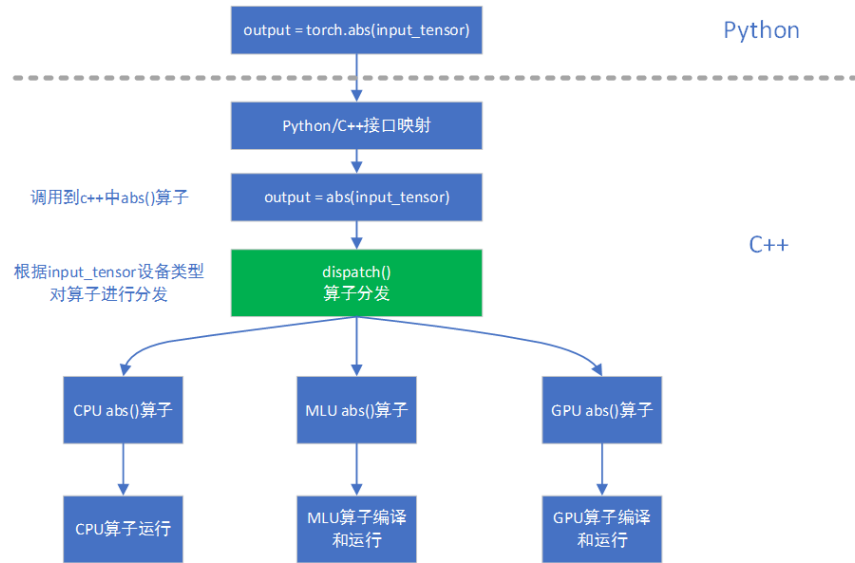 output = torch.abs(input_tensor)
Python
Python/C++接口映射
调用到c++中abs()算子
output = abs(input_tensor)
C++
根据input_tensor设备类型
对算子进行分发
dispatch()
算子分发
CPU abs()算子
MLU abs()算子
GPU abs()算子
CPU算子运行
MLU算子编译
和运行
GPU算子编译
和运行